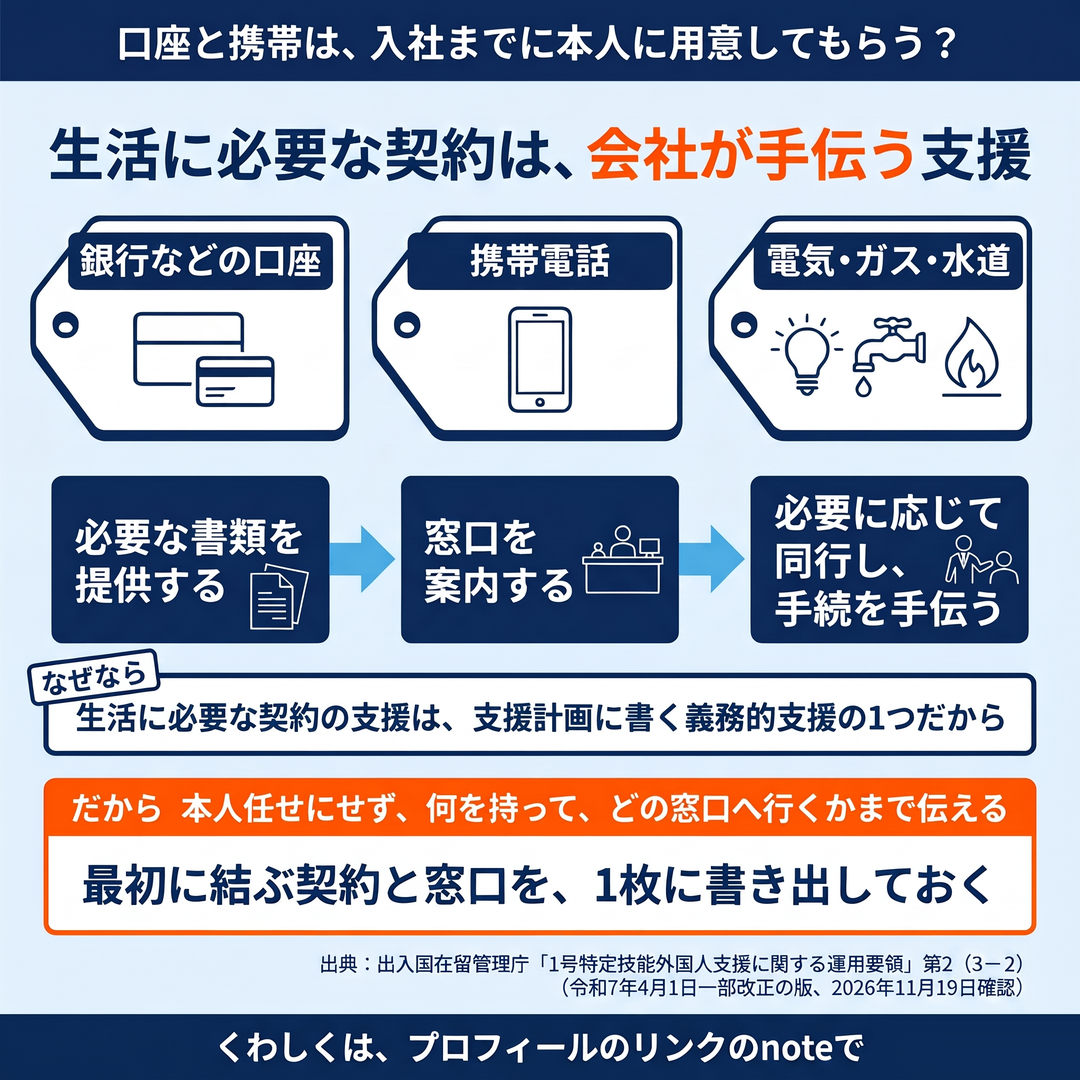 口座と携帯は、入社までに本人に用意してもらう？
生活に必要な契約は、会社が手伝う支援
銀行などの口座
携帯電話
電気・ガス・水道
必要な書類を
提供する
窓口を
案内する
必要に応じて
同行し、
手続を手伝う
なぜなら
生活に必要な契約の支援は、支援計画に書く義務的支援の1つだから
だから 本人任せにせず、何を持って、どの窓口へ行くかまで伝える
最初に結ぶ契約と窓口を、1枚に書き出しておく
出典：出入国在留管理庁「1号特定技能外国人支援に関する運用要領」第2（3－2）
（令和7年4月1日一部改正の版、2026年11月19日確認）
くわしくは、プロフィールのリンクのnoteで